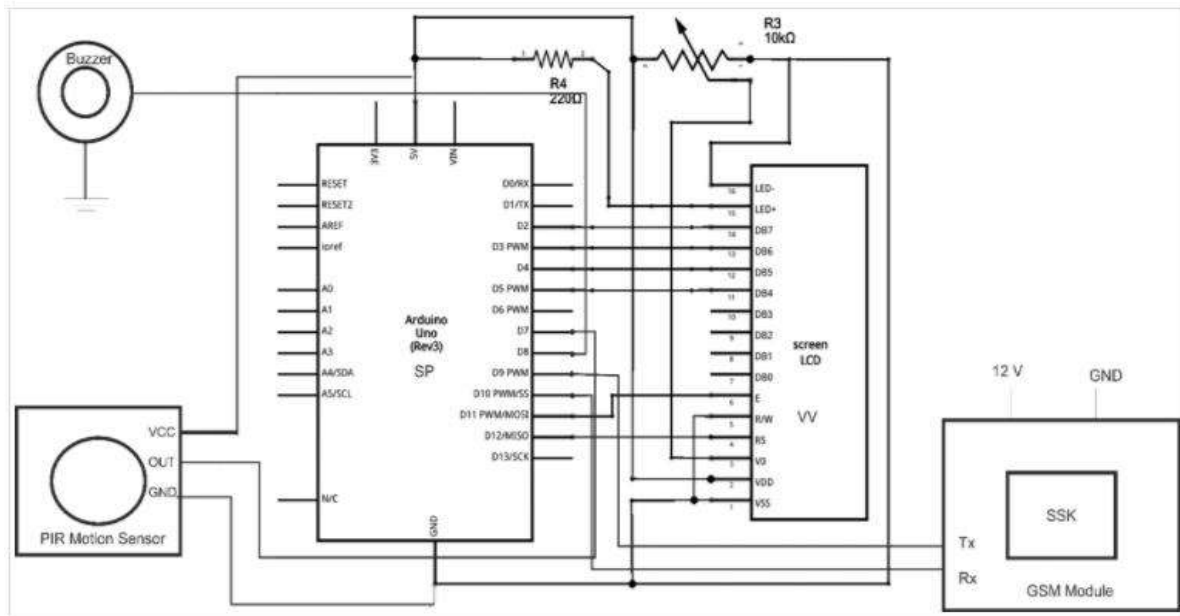 Buzzer
R3
10kΩ
R4
220Ω
1
2
3V3
5V
VIN
RESET
RESET2
AREF
ioref
A0
A1
A2
A3
A4/SDA
A5/SCL
N/C
Arduino
Uno
(Rev3)
SP
D0/RX
D1/TX
D2
D3 PWM
D4
D5 PWM
D6 PWM
D7
D8
D9 PWM
D10 PWM/SS
D11 PWM/MOSI
D12/MISO
D13/SCK
GND
16 LED-
15 LED+
14 DB7
13 DB6
12 DB5
11 DB4
10 DB3
9 DB2
8 DB1
7 DB0
6 E
5 R/W
4 RS
3 V0
2 VDD
1 VSS
screen
LCD
VV
VCC
OUT
GND
PIR Motion Sensor
12 V
GND
SSK
Tx
Rx
GSM Module